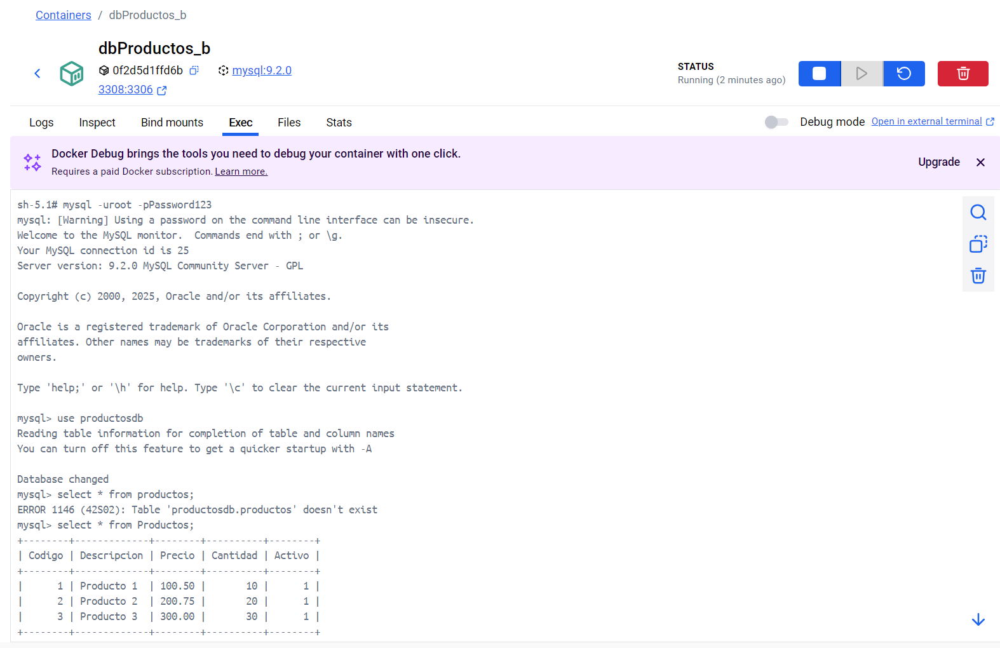 Containers / dbProductos_b
dbProductos_b
0f2d5d1ffd6b mysql:9.2.0
3308:3306
STATUS
Running (2 minutes ago)
Logs Inspect Bind mounts Exec Files Stats Debug mode Open in external terminal
Docker Debug brings the tools you need to debug your container with one click.
Requires a paid Docker subscription. Learn more.
Upgrade
sh-5.1# mysql -uroot -pPassword123
mysql: [Warning] Using a password on the command line interface can be insecure.
Welcome to the MySQL monitor.  Commands end with ; or \g.
Your MySQL connection id is 25
Server version: 9.2.0 MySQL Community Server - GPL
Copyright (c) 2000, 2025, Oracle and/or its affiliates.
Oracle is a registered trademark of Oracle Corporation and/or its
affiliates. Other names may be trademarks of their respective
owners.
Type 'help;' or '\h' for help. Type '\c' to clear the current input statement.
mysql> use productosdb
Reading table information for completion of table and column names
You can turn off this feature to get a quicker startup with -A
Database changed
mysql> select * from productos;
ERROR 1146 (42S02): Table 'productosdb.productos' doesn't exist
mysql> select * from Productos;
+--------+-------------+--------+----------+--------+
| Codigo | Descripcion | Precio | Cantidad | Activo |
+--------+-------------+--------+----------+--------+
|      1 | Producto 1  | 100.50 |       10 |      1 |
|      2 | Producto 2  | 200.75 |       20 |      1 |
|      3 | Producto 3  | 300.00 |       30 |      1 |
+--------+-------------+--------+----------+--------+